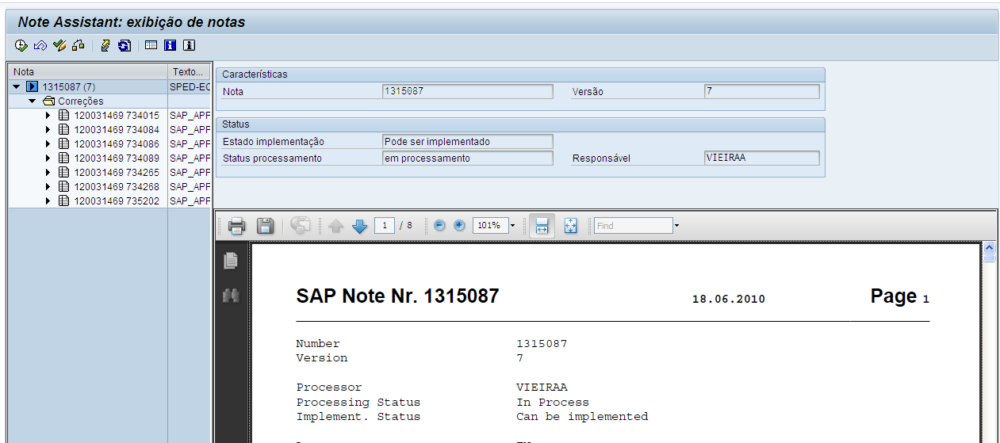 Note Assistant: exibição de notas
Nota Texto...
1315087 (7) SPED-EC
Correções
120031469 734015 SAP_APF
120031469 734084 SAP_APF
120031469 734086 SAP_APF
120031469 734089 SAP_APF
120031469 734265 SAP_APF
120031469 734268 SAP_APF
120031469 735202 SAP_APF
Características
Nota 1315087 Versão 7
Status
Estado implementação Pode ser implementado
Status processamento em processamento Responsável VIEIRAA
1 / 8 101% Find
SAP Note Nr. 1315087 18.06.2010 Page 1
Number 1315087
Version 7
Processor VIEIRAA
Processing Status In Process
Implement. Status Can be implemented